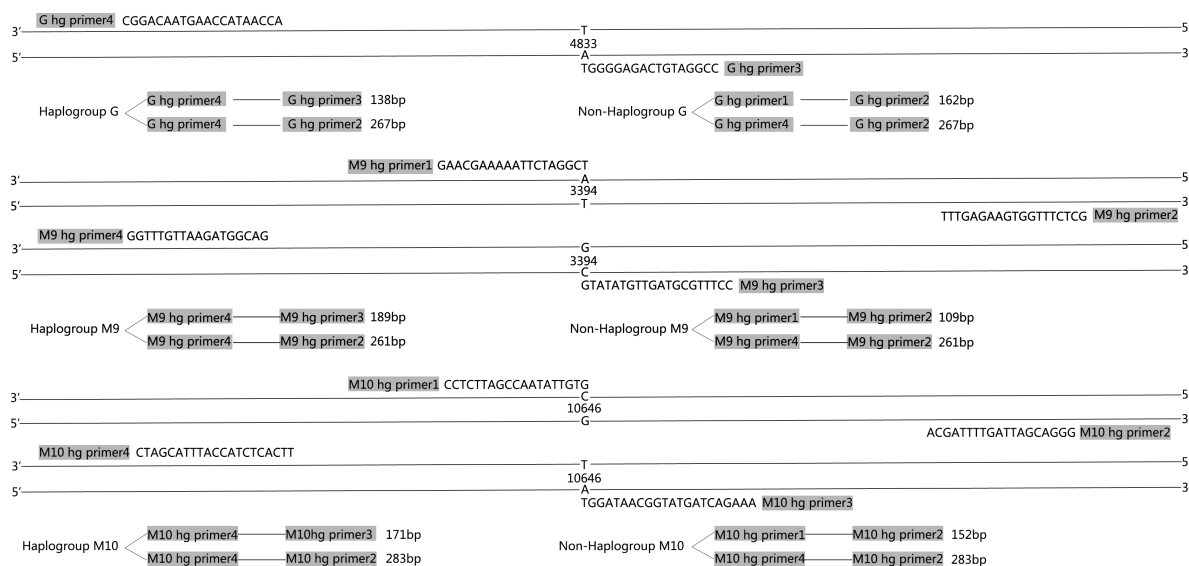 G hg primer4 CGGACAATGAACCATAACCA
3′ T 5
4833
5′ A 3
TGGGGAGACTGTAGGCC G hg primer3
G hg primer4 G hg primer3 138bp G hg primer1 G hg primer2 162bp
Haplogroup G Non-Haplogroup G
G hg primer4 G hg primer2 267bp G hg primer4 G hg primer2 267bp
M9 hg primer1 GAACGAAAAATTCTAGGCT
3′ A 5
3394
5′ T 3
TTTGAGAAGTGGTTTCTCG M9 hg primer2
M9 hg primer4 GGTTTGTTAAGATGGCAG
3′ G 5
3394
5′ C 3
GTATATGTTGATGCGTTTCC M9 hg primer3
M9 hg primer4 M9 hg primer3 189bp M9 hg primer1 M9 hg primer2 109bp
Haplogroup M9 Non-Haplogroup M9
M9 hg primer4 M9 hg primer2 261bp M9 hg primer4 M9 hg primer2 261bp
M10 hg primer1 CCTCTTAGCCAATATTGTG
3′ C 5
10646
5′ G 3
ACGATTTTGATTAGCAGGG M10 hg primer2
M10 hg primer4 CTAGCATTTACCATCTCACTT
3′ T 5
10646
5′ A 3
TGGATAACGGTATGATCAGAAA M10 hg primer3
M10 hg primer4 M10hg primer3 171bp M10 hg primer1 M10 hg primer2 152bp
Haplogroup M10 Non-Haplogroup M10
M10 hg primer4 M10 hg primer2 283bp M10 hg primer4 M10 hg primer2 283bp